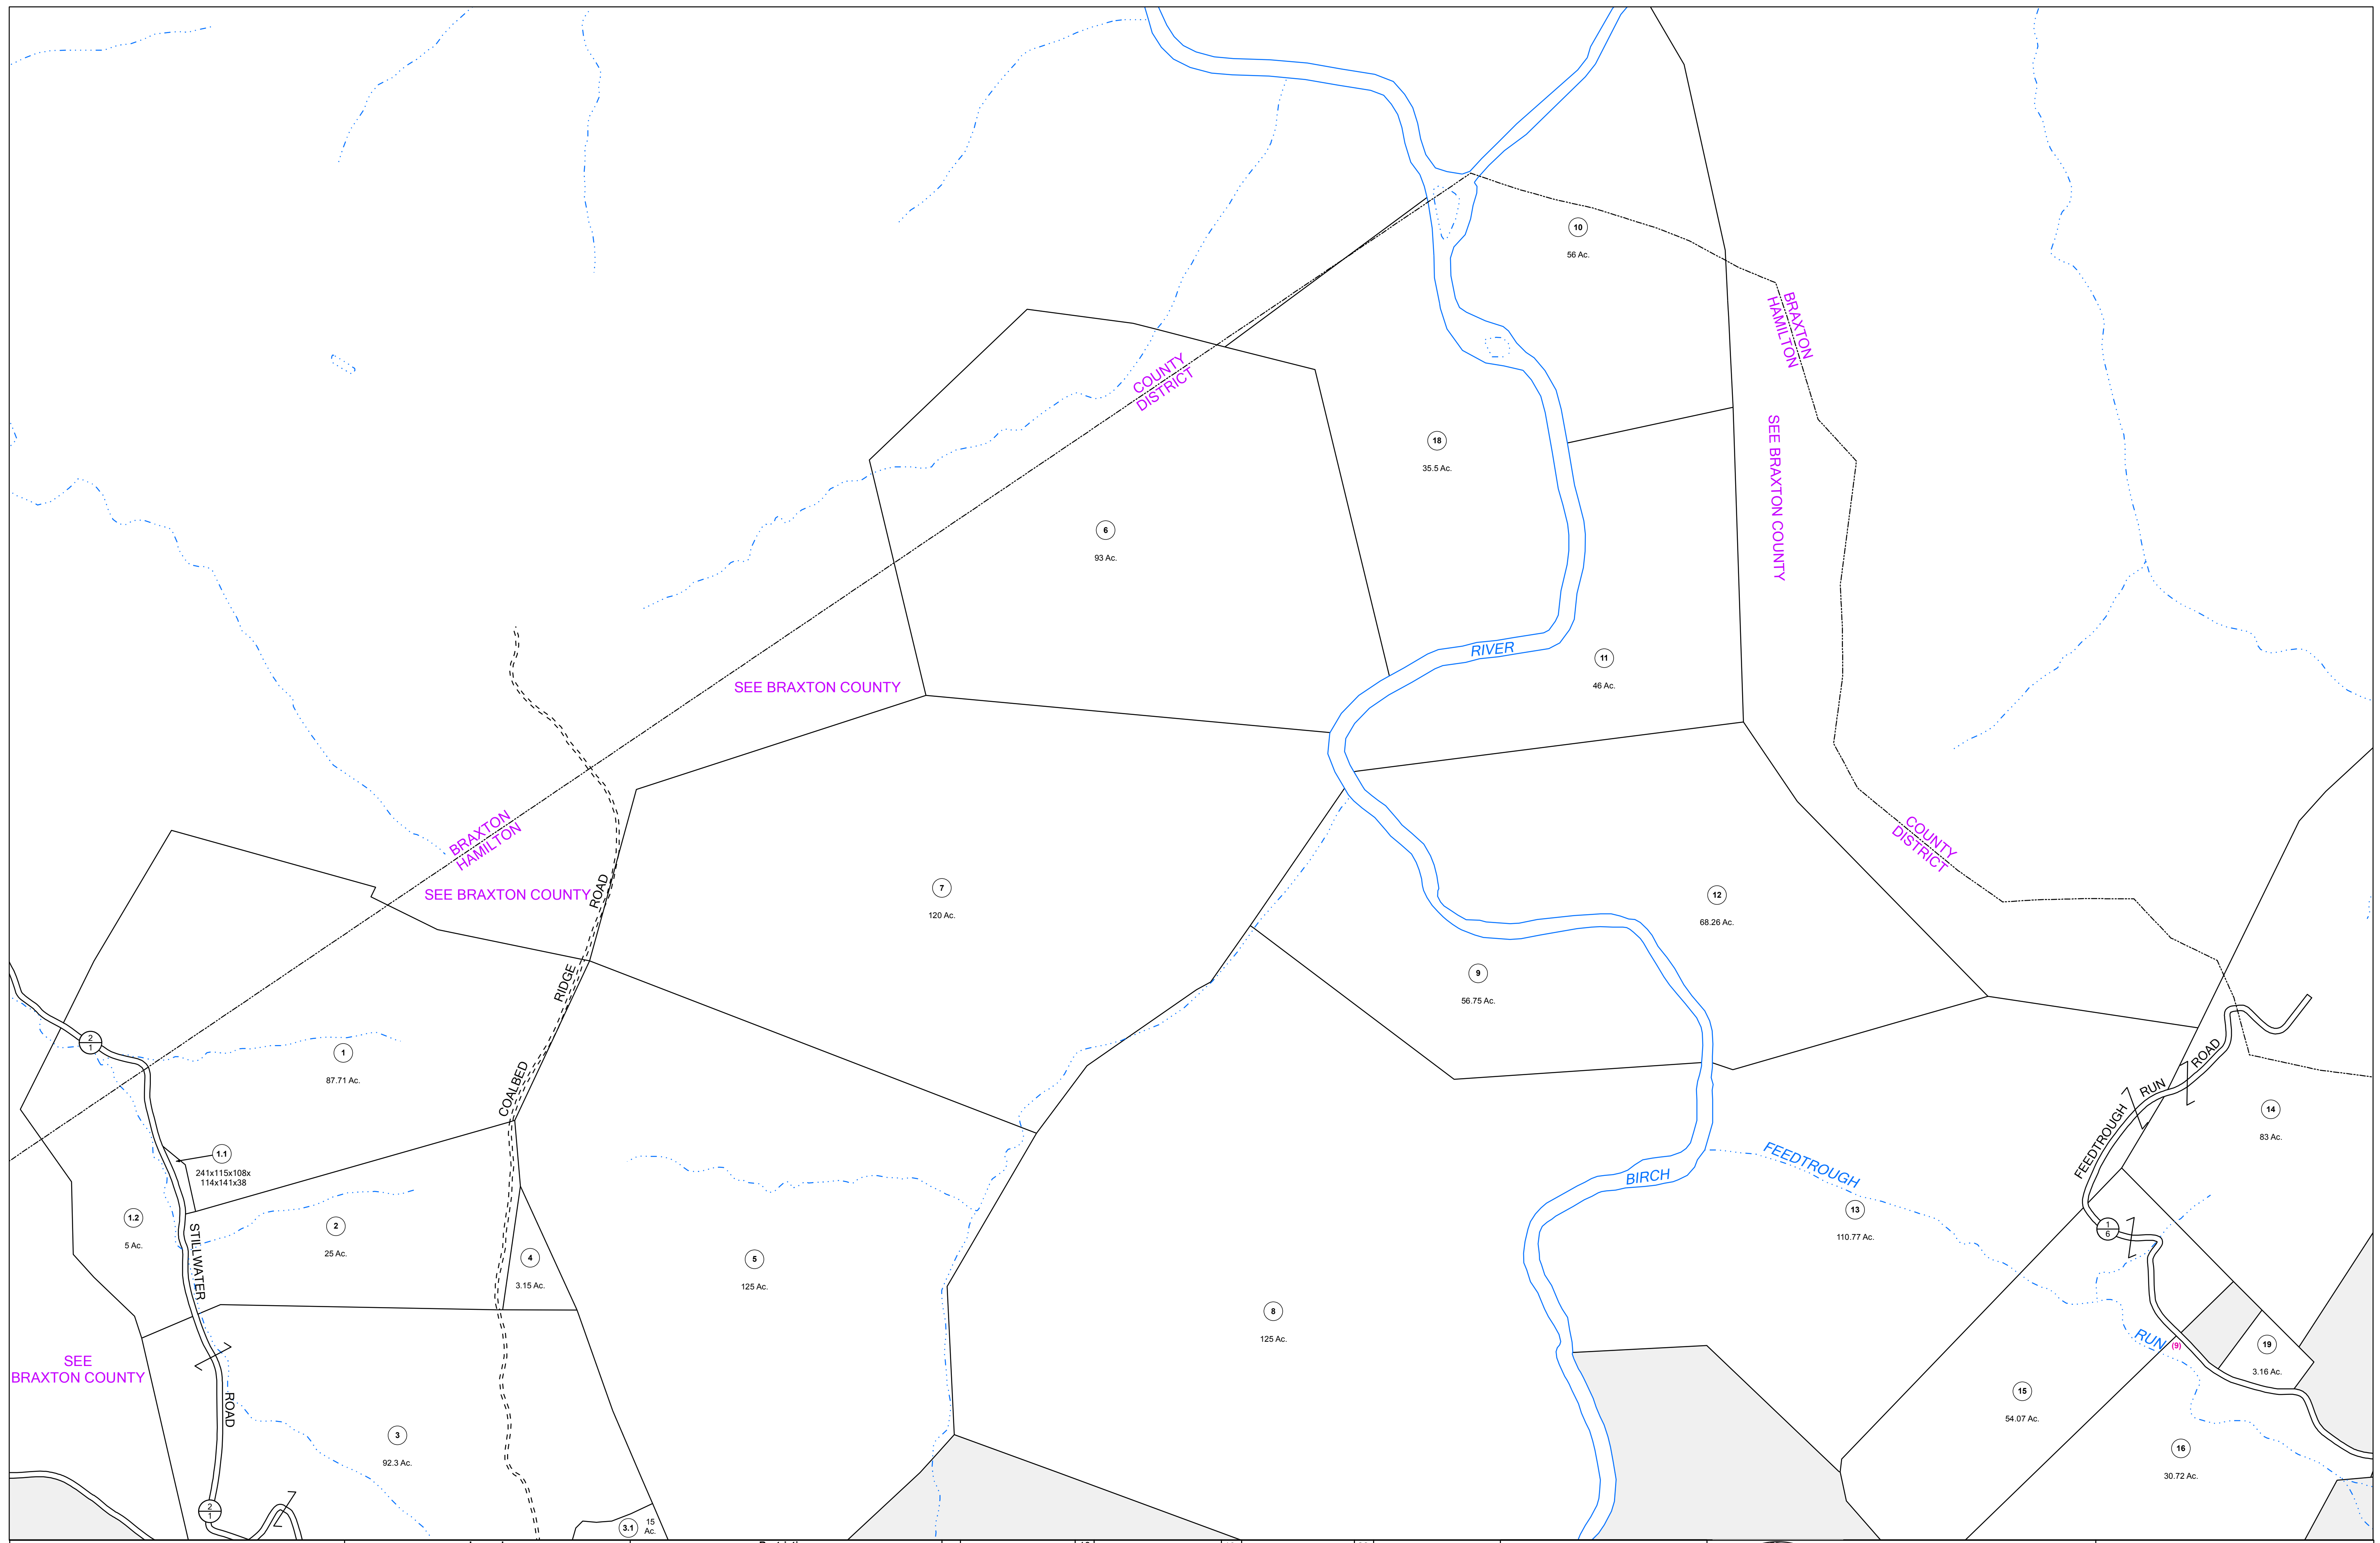 10
56 Ac.
BRAXTON
HAMILTON
COUNTY
DISTRICT
18
35.5 Ac.
SEE BRAXTON COUNTY
6
93 Ac.
RIVER
11
46 Ac.
SEE BRAXTON COUNTY
BRAXTON
HAMILTON
COUNTY
DISTRICT
SEE BRAXTON COUNTY
ROAD
7
120 Ac.
12
68.26 Ac.
RIDGE
9
56.75 Ac.
2
1
1
87.71 Ac.
COALBED
ROAD
RUN
FEEDTROUGH
14
83 Ac.
1.1
241x115x108x
114x141x38
BIRCH
FEEDTROUGH
1.2
5 Ac.
STILLWATER
2
25 Ac.
4
3.15 Ac.
5
125 Ac.
13
110.77 Ac.
1
6
8
125 Ac.
RUN
(9)
19
3.16 Ac.
SEE
BRAXTON COUNTY
ROAD
15
54.07 Ac.
3
92.3 Ac.
16
30.72 Ac.
2
1
3.1
15
Ac.